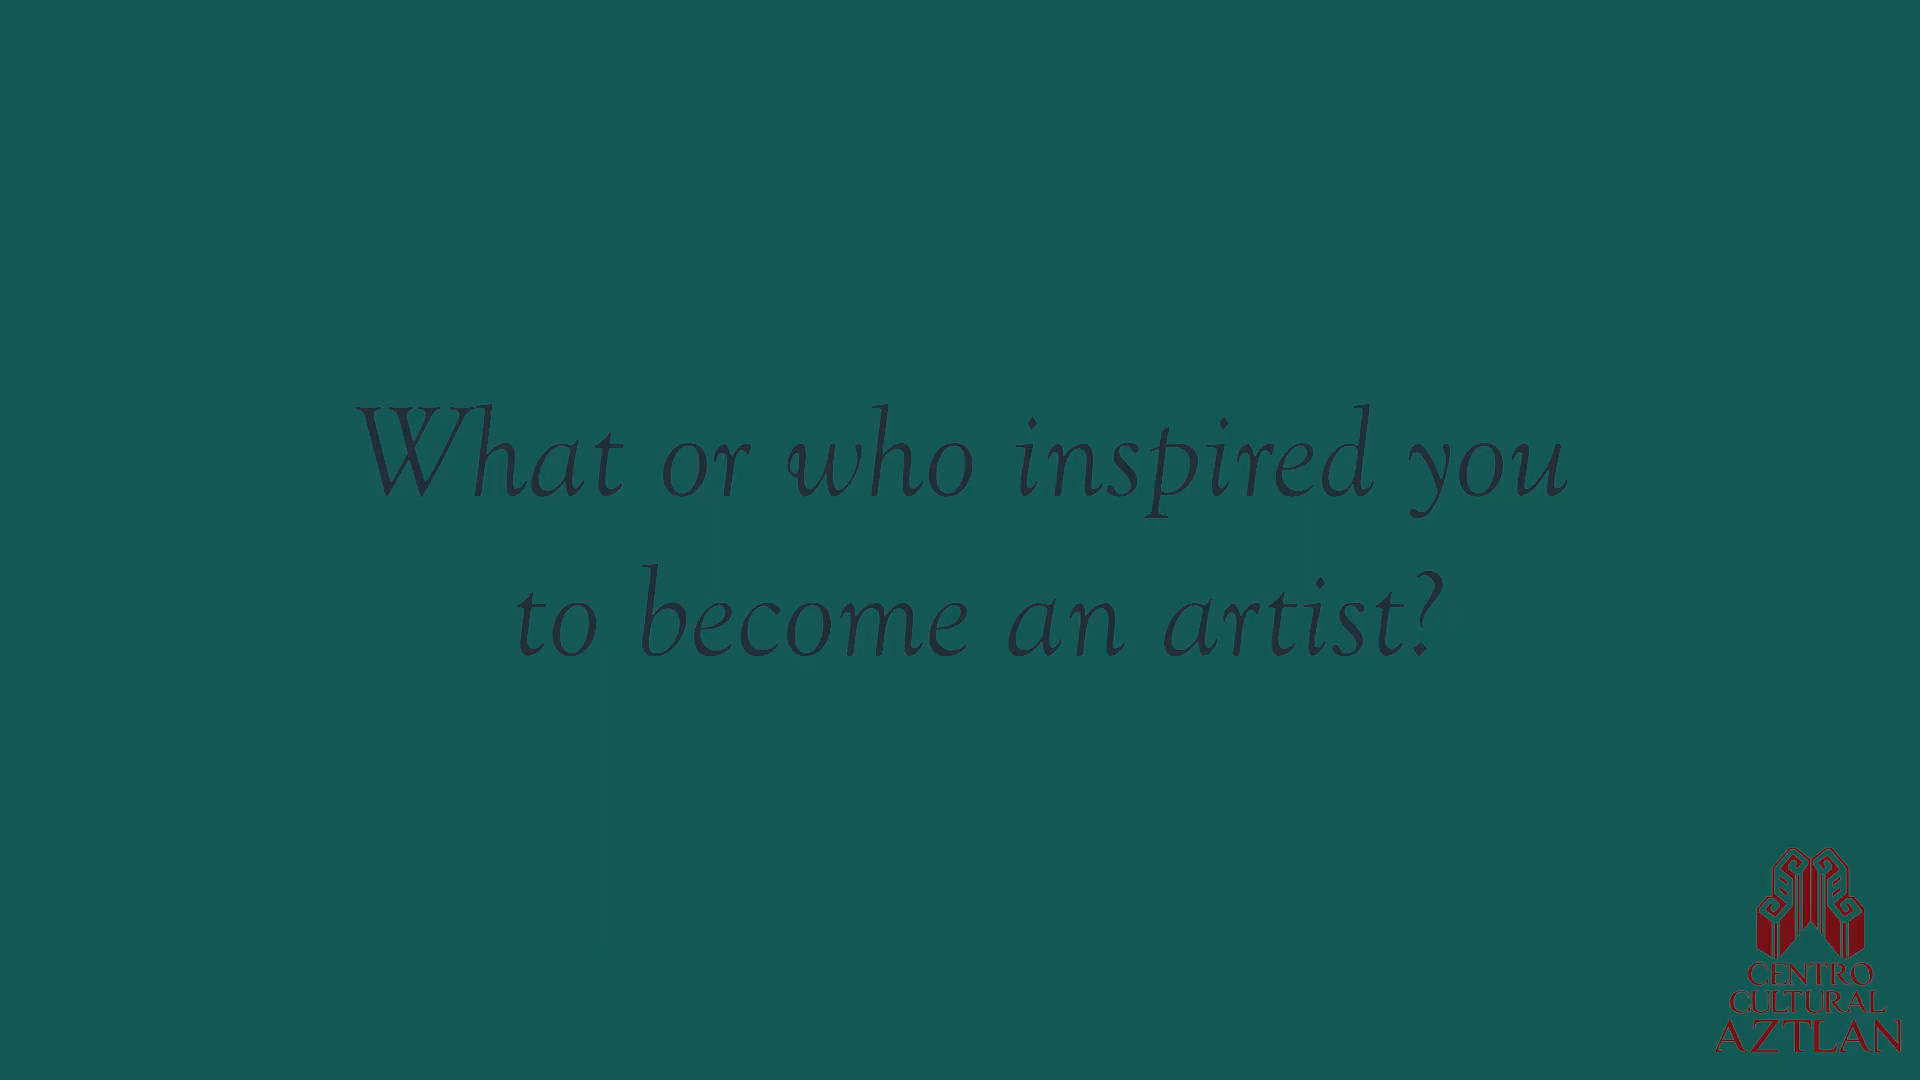 What or who inspired you
to become an artist?
CENTRO
CULTURAL
AZTLAN